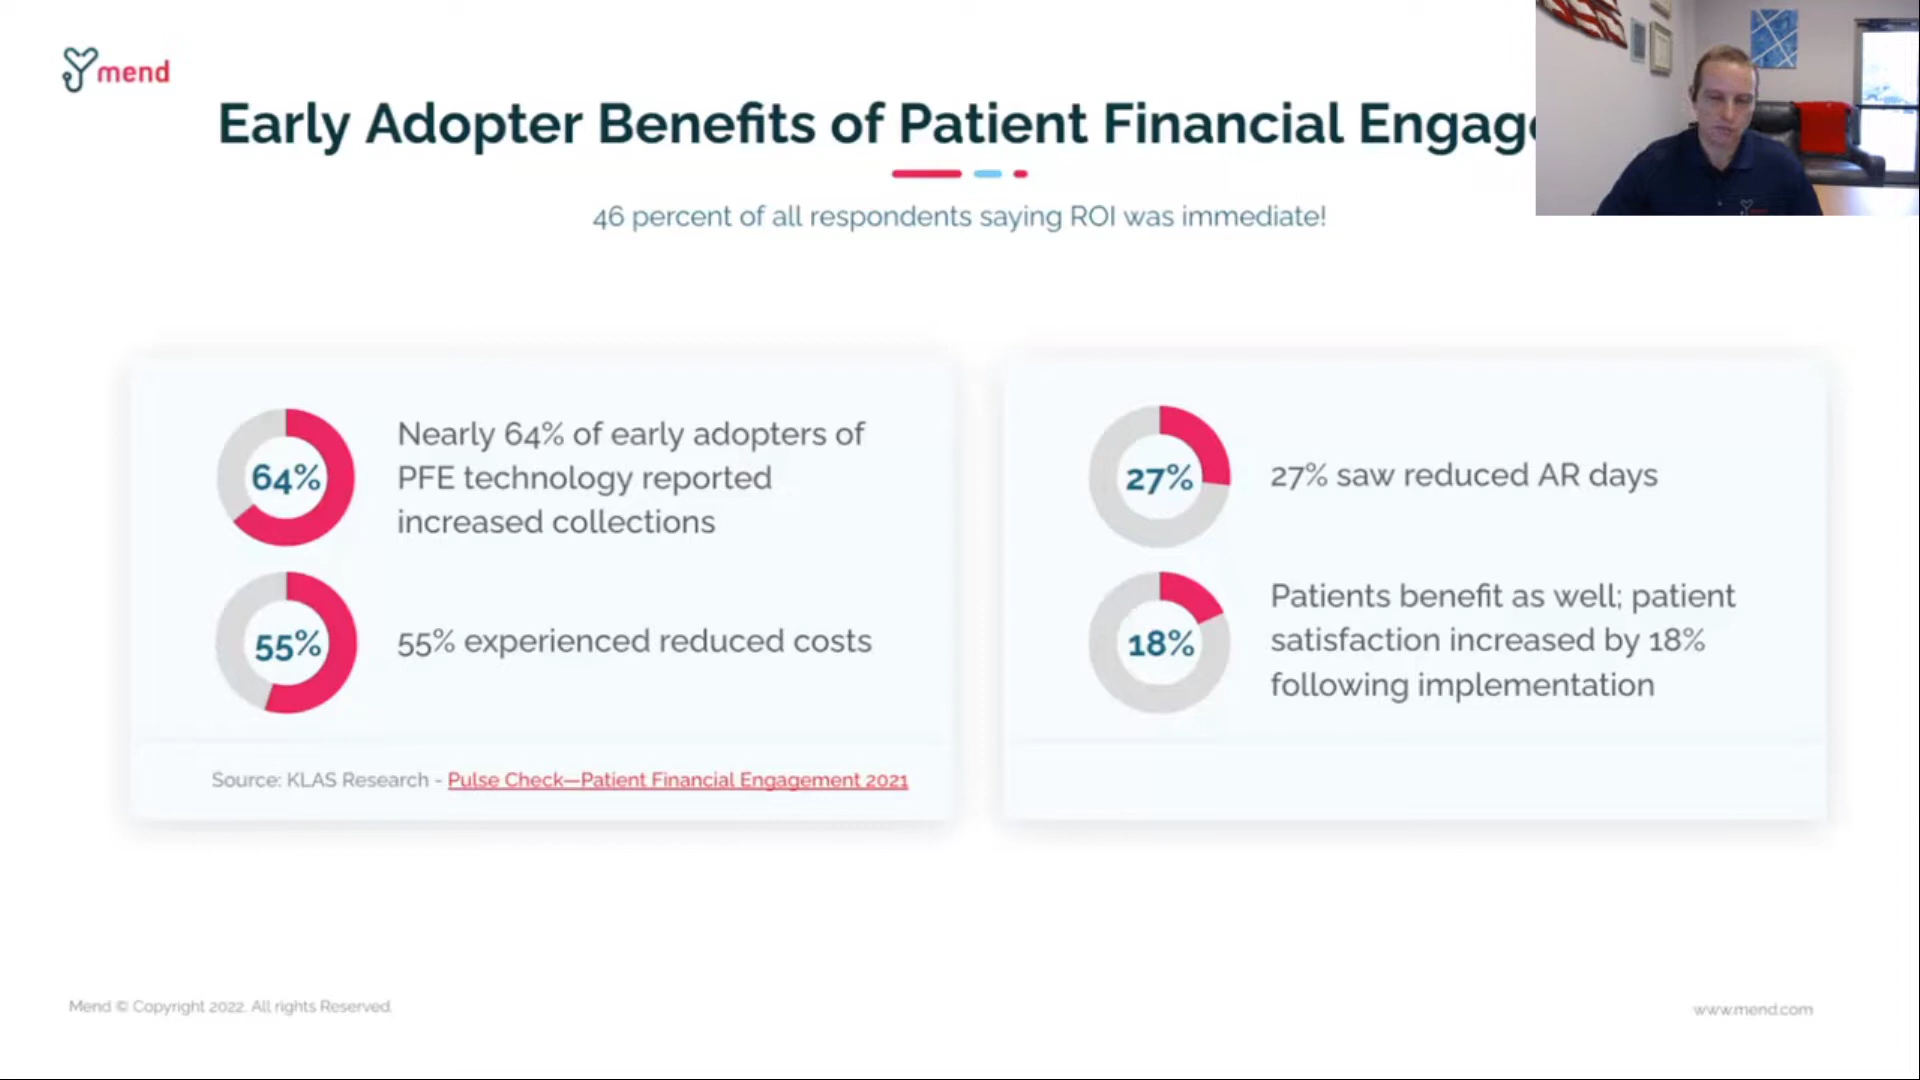 mend
Early Adopter Benefits of Patient Financial
46 percent of all respondents saying ROI was immediate!
64%
Nearly 64% of early adopters of
PFE technology reported
increased collections
55%
55% experienced reduced costs
Source: KLAS Research - Pulse Check—Patient Financial Engagement 2021
27%
27% saw reduced AR days
18%
Patients benefit as well; patient
satisfaction increased by 18%
following implementation
Mend © Copyright 2022. All rights Reserved.
www.mend.com